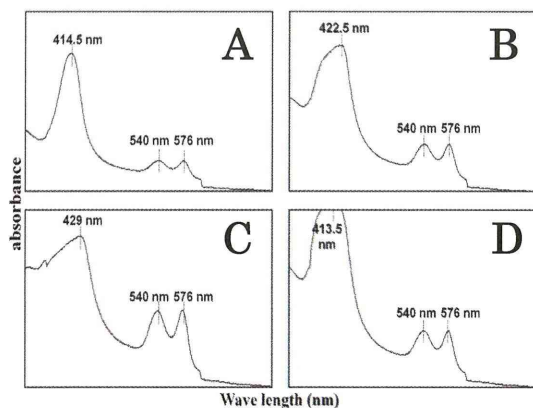 414.5 nm
A
540 nm 576 nm
422.5 nm
B
540 nm 576 nm
429 nm
C
540 nm 576 nm
413.5
nm
D
540 nm 576 nm
absorbance
Wave length (nm)